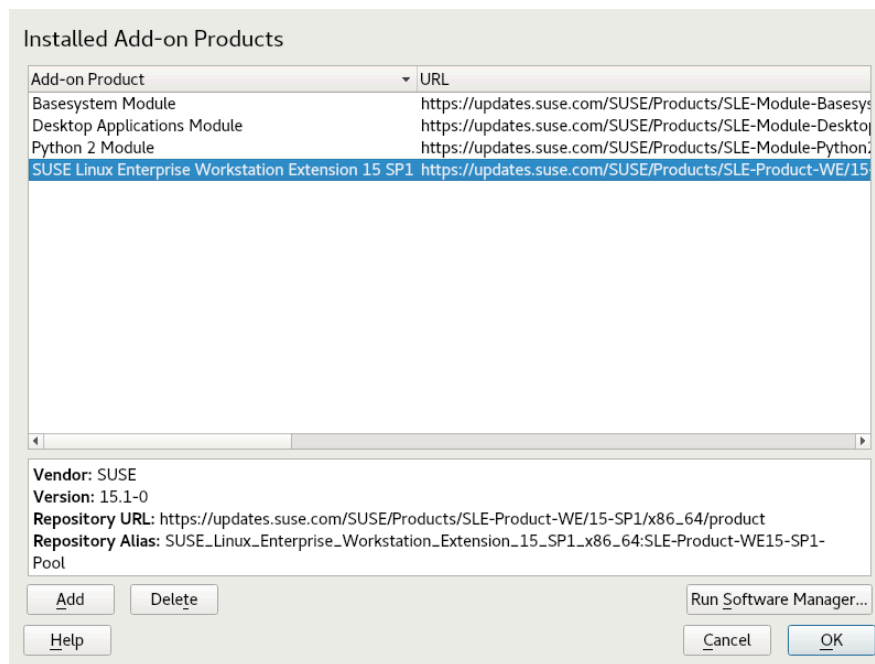 Installed Add-on Products
Add-on Product URL
Basesystem Module https://updates.suse.com/SUSE/Products/SLE-Module-Basesys
Desktop Applications Module https://updates.suse.com/SUSE/Products/SLE-Module-Deskto
Python 2 Module https://updates.suse.com/SUSE/Products/SLE-Module-Python2
SUSE Linux Enterprise Workstation Extension 15 SP1 https://updates.suse.com/SUSE/Products/SLE-Product-WE/15-
Vendor: SUSE
Version: 15.1-0
Repository URL: https://updates.suse.com/SUSE/Products/SLE-Product-WE/15-SP1/x86_64/product
Repository Alias: SUSE_Linux_Enterprise_Workstation_Extension_15_SP1_x86_64:SLE-Product-WE15-SP1-
Pool
Add Delete Run Software Manager...
Help Cancel OK